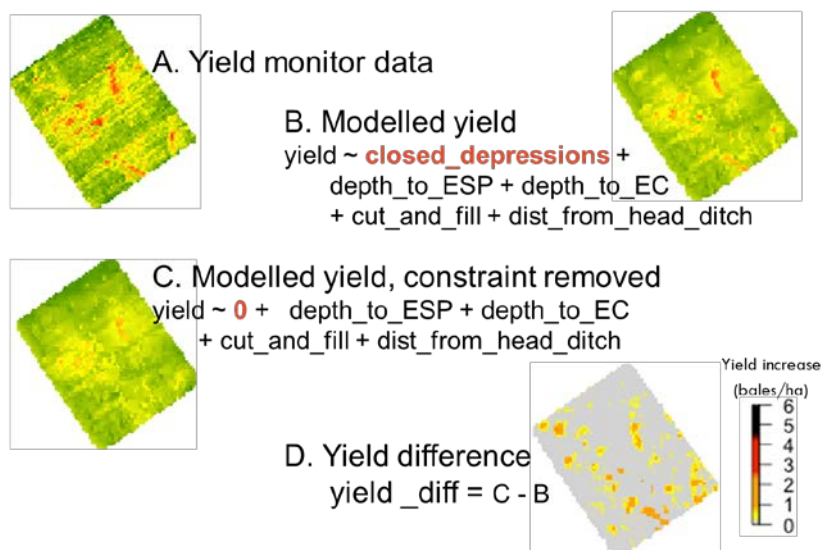 A. Yield monitor data
B. Modelled yield
yield ~ closed_depressions +
depth_to_ESP + depth_to_EC
+ cut_and_fill + dist_from_head_ditch
C. Modelled yield, constraint removed
yield ~ 0 + depth_to_ESP + depth_to_EC
+ cut_and_fill + dist_from_head_ditch
D. Yield difference
yield _diff = C - B
Yield increase
(bales/ha)
6
5
4
3
2
1
0